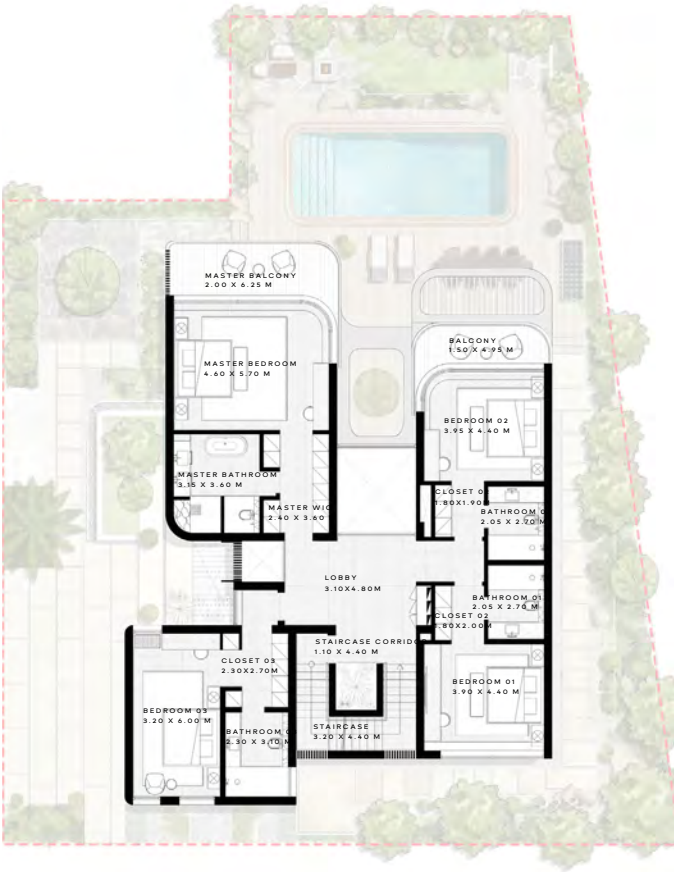 MASTER BALCONY
2.00 X 6.25 M
BALCONY
1.50 X 4.95 M
MASTER BEDROOM
4.60 X 5.70 M
BEDROOM 02
3.95 X 4.40 M
MASTER BATHROOM
3.15 X 3.60 M
CLOSET 0
1.80X1.90
MASTER WIC
2.40 X 3.60
BATHROOM 0
2.05 X 2.70 M
LOBBY
3.10X4.80M
BATHROOM 01
2.05 X 2.70 M
CLOSET 02
1.80X2.00M
STAIRCASE CORRIDO
1.10 X 4.40 M
CLOSET 03
2.30X2.70M
BEDROOM 01
3.90 X 4.40 M
BEDROOM 03
3.20 X 6.00 M
STAIRCASE
3.20 X 4.40 M
BATHROOM 0
2.30 X 3.10 M